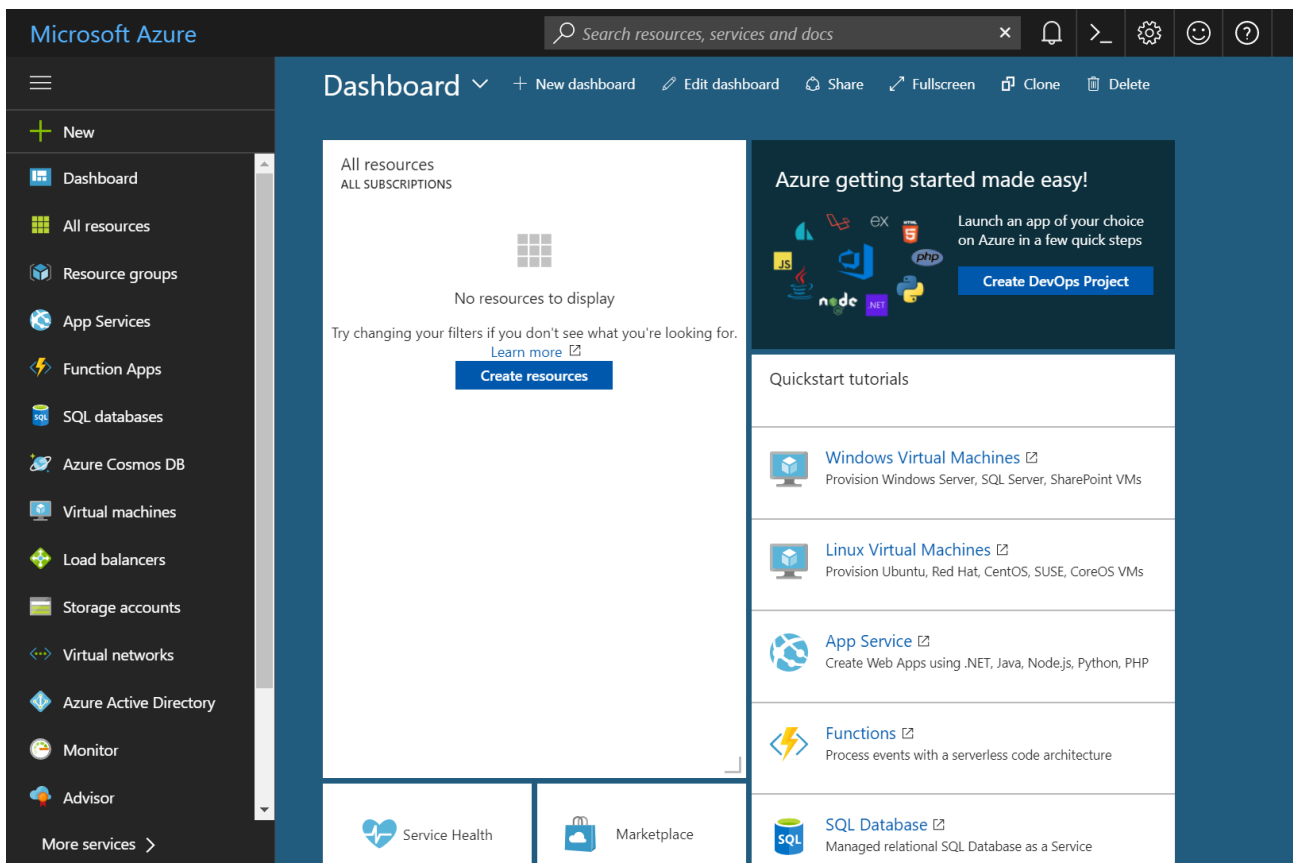 Microsoft Azure
Search resources, services and docs
Dashboard
New dashboard
Edit dashboard
Share
Fullscreen
Clone
Delete
New
Dashboard
All resources
Resource groups
App Services
Function Apps
SQL databases
Azure Cosmos DB
Virtual machines
Load balancers
Storage accounts
Virtual networks
Azure Active Directory
Monitor
Advisor
More services
All resources
ALL SUBSCRIPTIONS
No resources to display
Try changing your filters if you don't see what you're looking for.
Learn more
Create resources
Service Health
Marketplace
Azure getting started made easy!
Launch an app of your choice
on Azure in a few quick steps
Create DevOps Project
EX
HTML
5
JS
php
node
NET
Quickstart tutorials
Windows Virtual Machines
Provision Windows Server, SQL Server, SharePoint VMs
Linux Virtual Machines
Provision Ubuntu, Red Hat, CentOS, SUSE, CoreOS VMs
App Service
Create Web Apps using .NET, Java, Node.js, Python, PHP
Functions
Process events with a serverless code architecture
SQL
SQL Database
Managed relational SQL Database as a Service